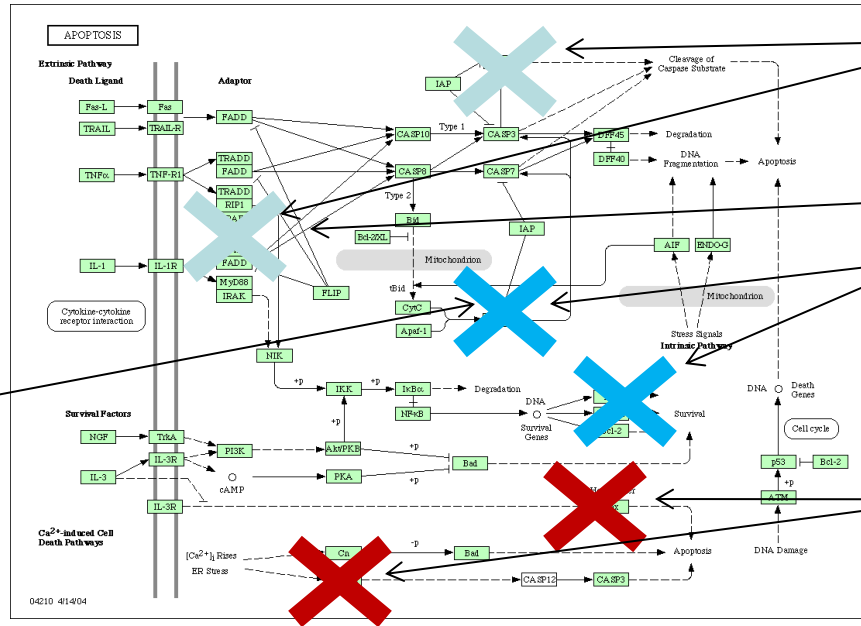 APOPTOSIS
Extrinsic Pathway
Death Ligand
Adaptor
Fas-L
Fas
FADD
TRAIL
TRAIL-R
TNFα
TNF-R1
TRADD
FADD
TRADD
RIP1
IL-1
IL-1R
FADD
MyD88
IRAK
FLIP
Cytokine-cytokine
receptor interaction
IAP
Cleavage of
Caspase Substrate
Type 1
CASP10
CASP3
DFF45
Degradation
DFF40
DNA
Fragmentation
Apoptosis
CASP8
CASP7
Type 2
Bid
Bcl-2/XL
IAP
Mitochondrion
tBid
CytC
Apaf-1
AIF
ENDO-G
Mitochondrion
Stress Signals
Intrinsic Pathway
NIK
+p
IKK
+p
IκBα
Degradation
NF-κB
+p
DNA
Survival
Genes
Bcl-2
Survival
DNA
Death
Genes
Cell cycle
p53
Bcl-2
+p
ATM
DNA Damage
Survival Factors
NGF
TrkA
IL-3
IL-3R
PI3K
Akt/PKB
+p
cAMP
PKA
+p
Bad
IL-3R
Ca2+-induced Cell
Death Pathways
[Ca2+]i Rises
ER Stress
Cn
-p
Bad
Apoptosis
CASP12
CASP3
04210 4/14/04